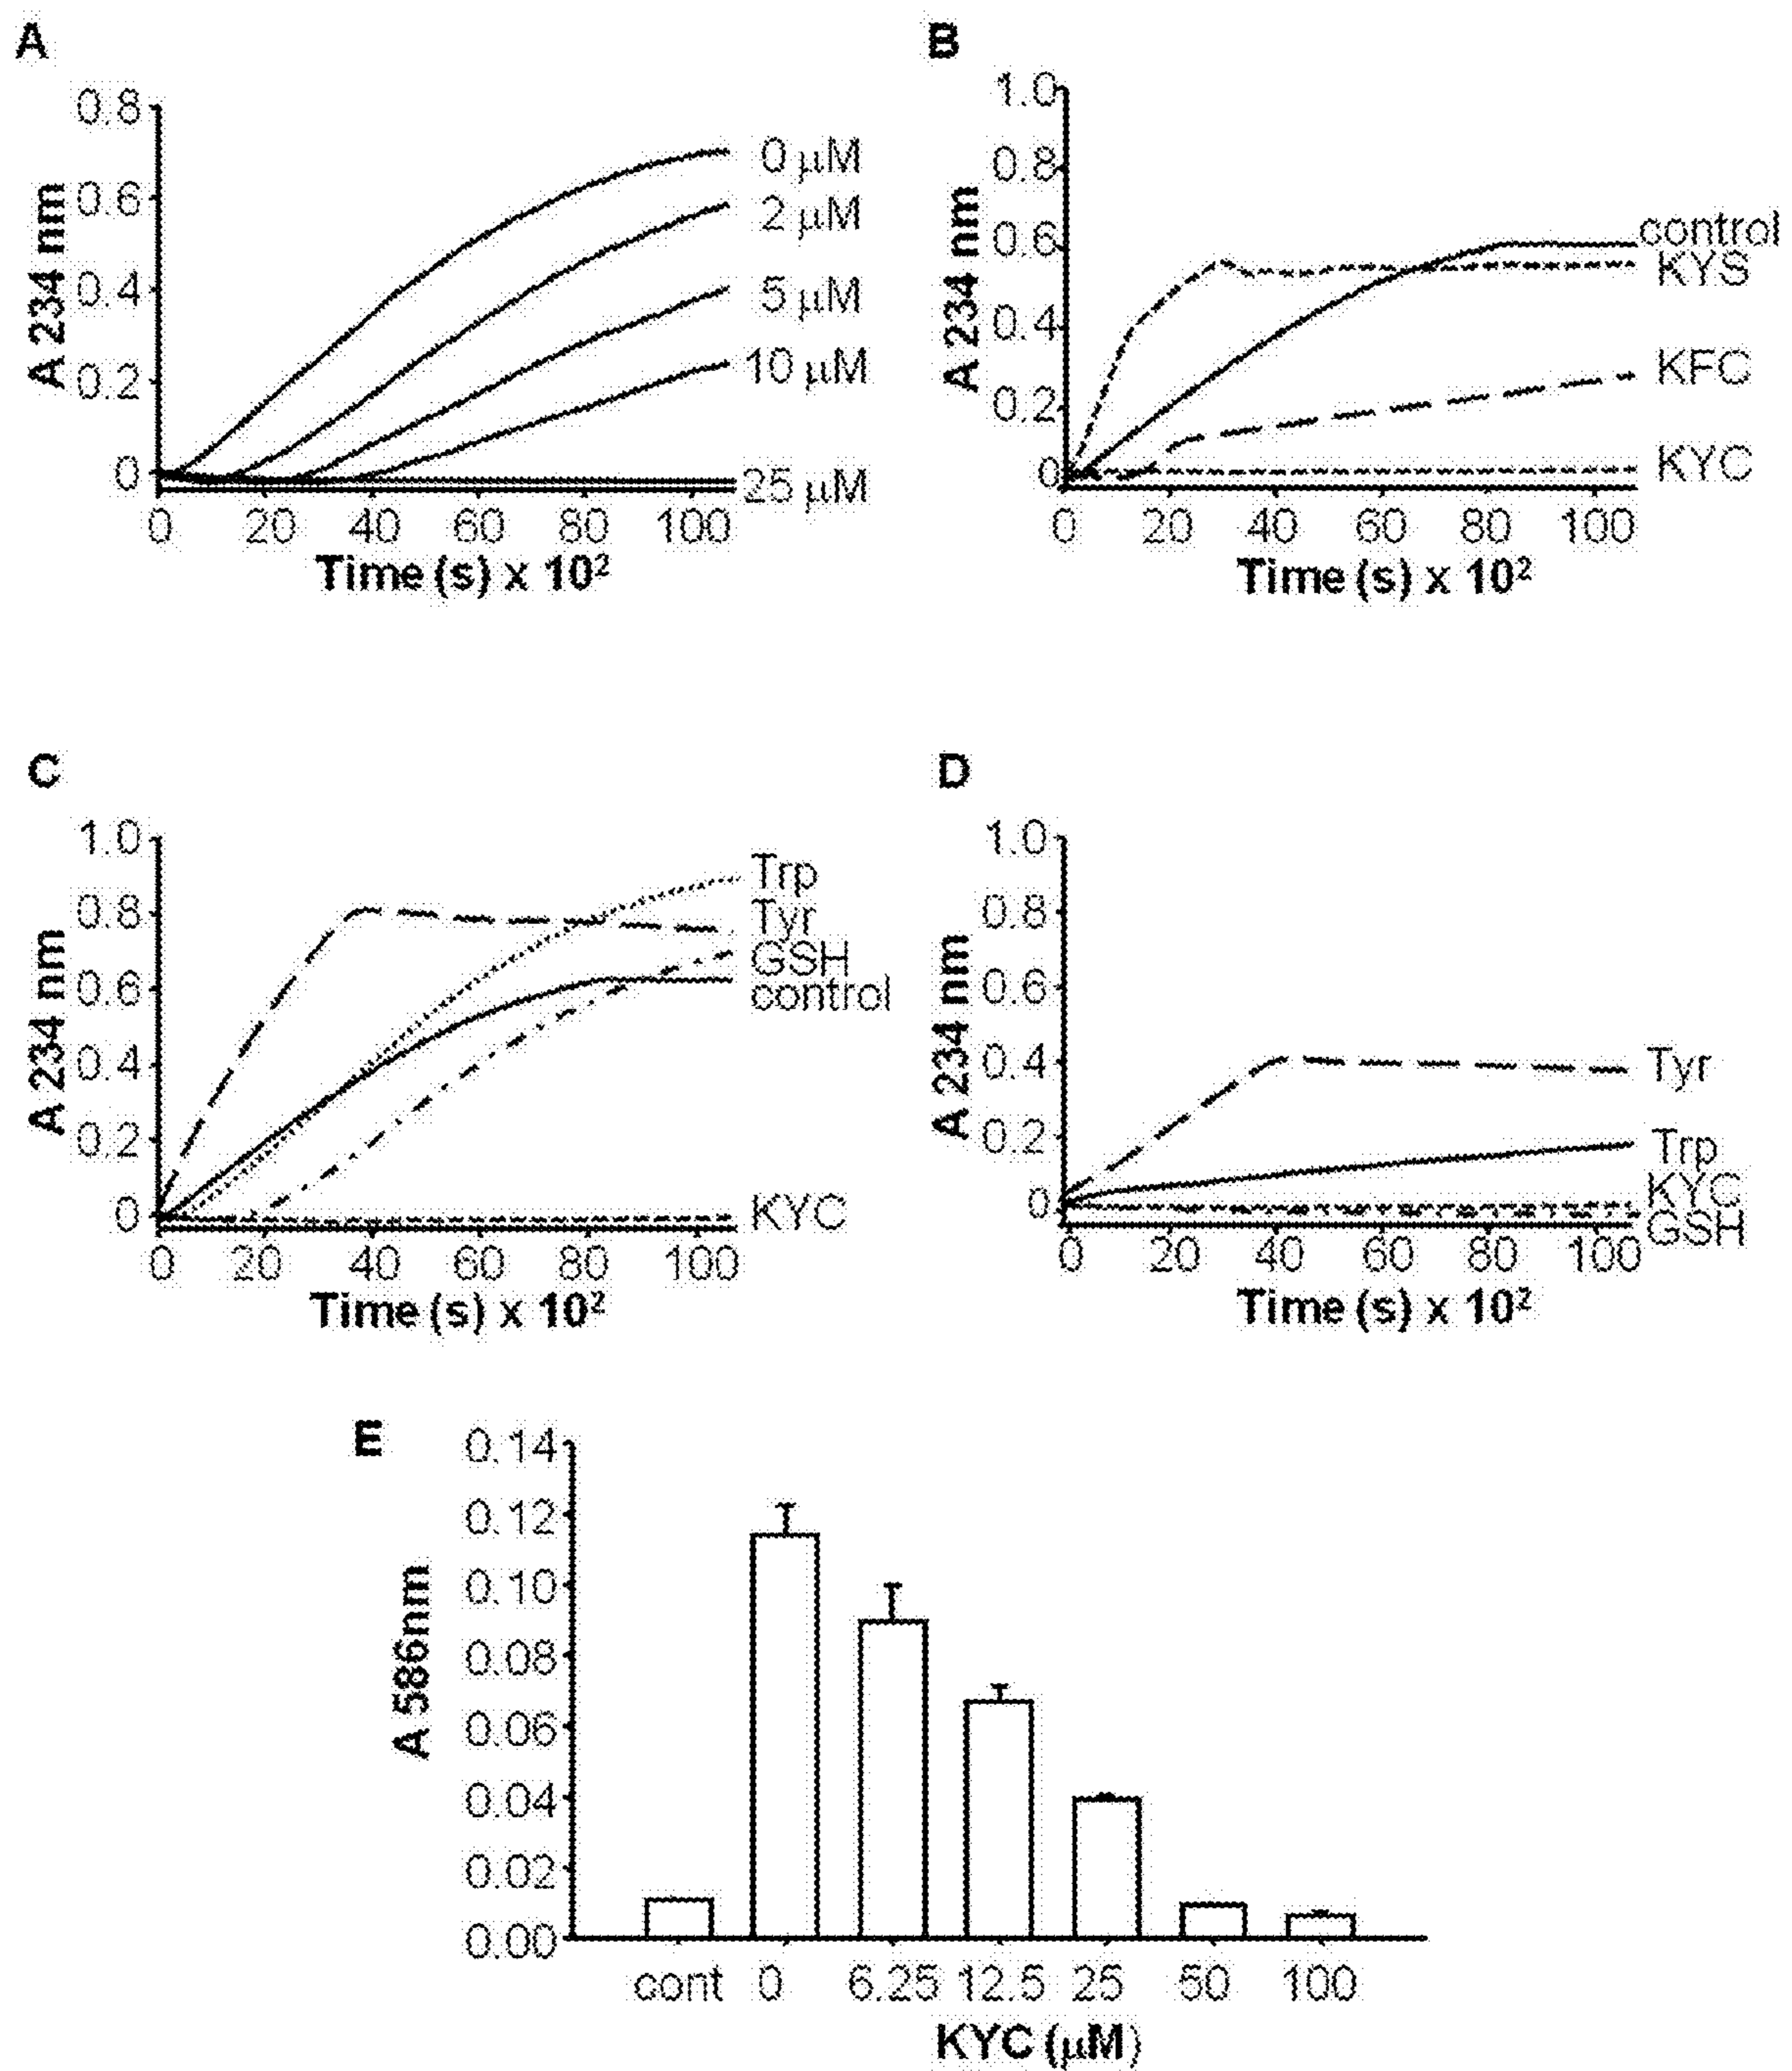 A
A 234 nm
0.8
0.6
0.4
0.2
0
0 μM
2 μM
5 μM
10 μM
25 μM
0 20 40 60 80 100
Time (s) x 10²
B
A 234 nm
1.0
0.8
0.6
0.4
0.2
0
control
KYS
KFC
KYC
0 20 40 60 80 100
Time (s) x 10²
C
A 234 nm
1.0
0.8
0.6
0.4
0.2
0
Trp
Tyr
GSH
control
KYC
0 20 40 60 80 100
Time (s) x 10²
D
A 234 nm
1.0
0.8
0.6
0.4
0.2
0
Tyr
Trp
KYC
GSH
0 20 40 60 80 100
Time (s) x 10²
E
A 586nm
0.14
0.12
0.10
0.08
0.06
0.04
0.02
0.00
cont 0 6.25 12.5 25 50 100
KYC (μM)